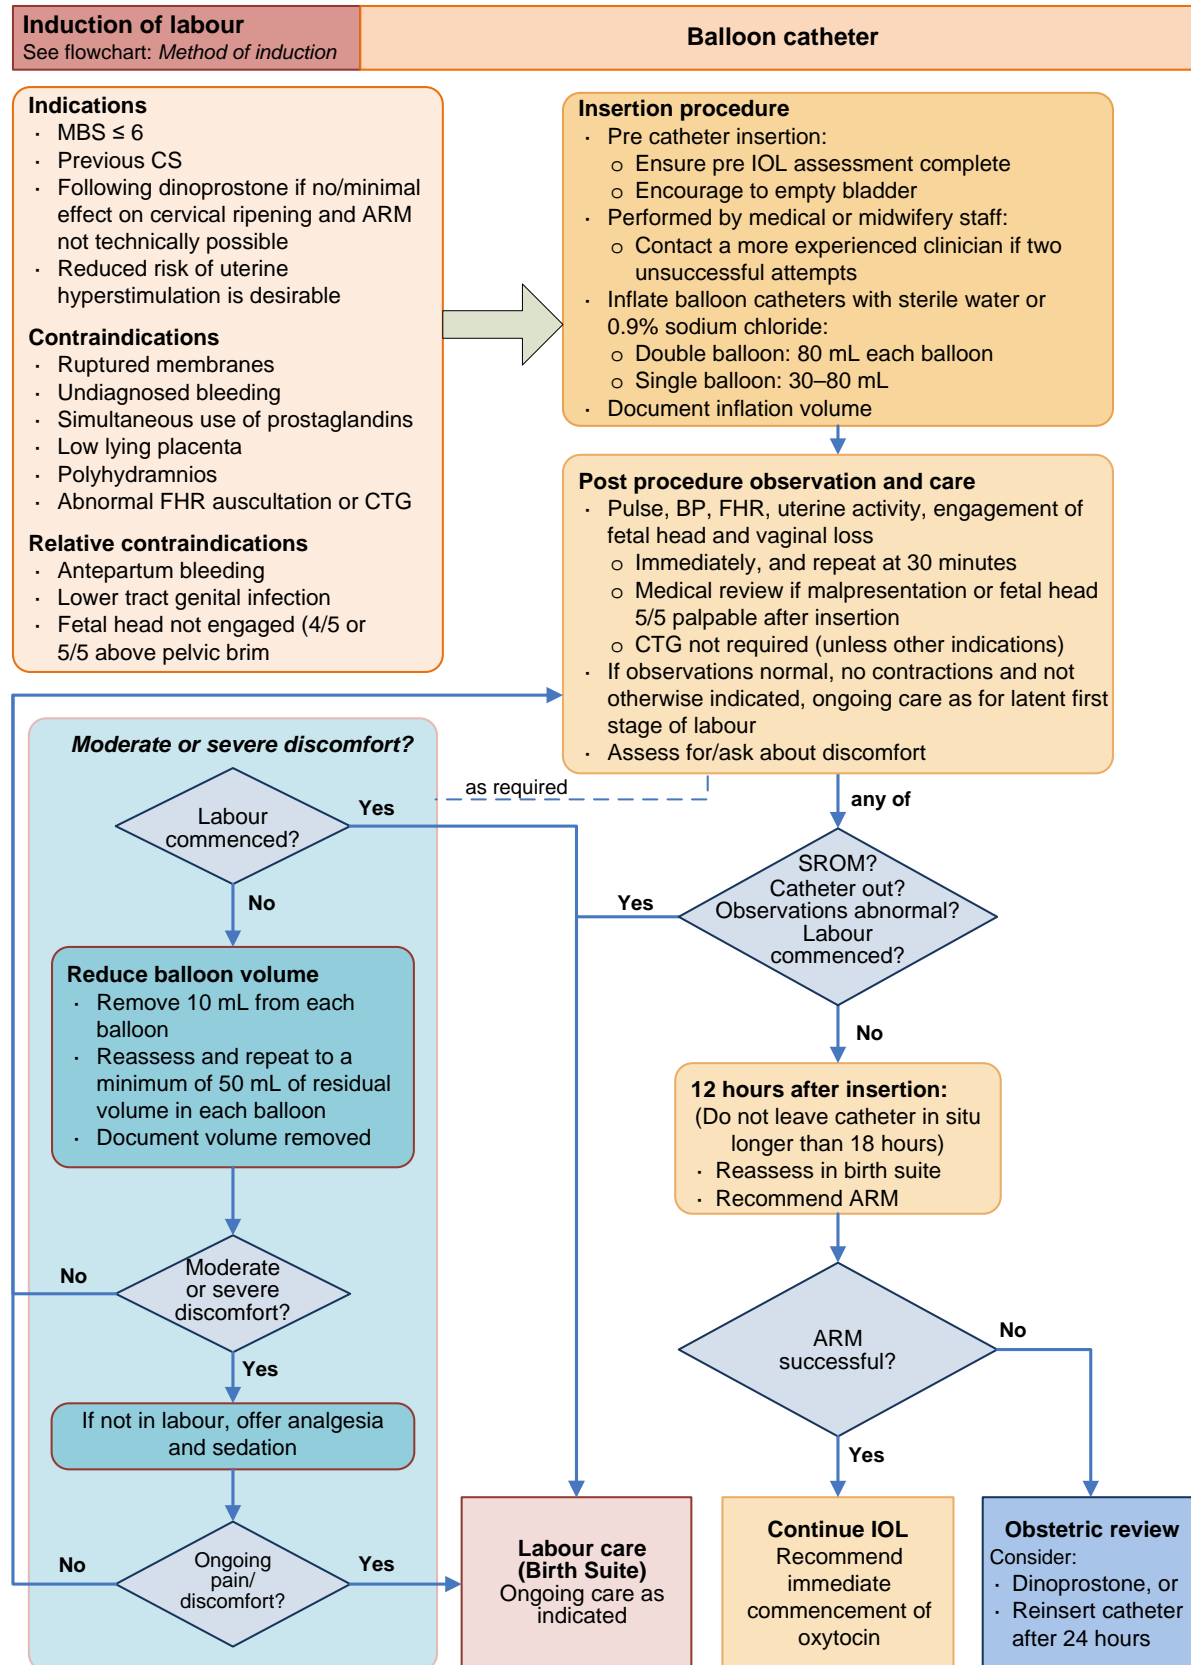 Induction of labour
See flowchart: Method of induction
Balloon catheter
Indications
· MBS ≤ 6
· Previous CS
· Following dinoprostone if no/minimal
effect on cervical ripening and ARM
not technically possible
· Reduced risk of uterine
hyperstimulation is desirable
Contraindications
· Ruptured membranes
· Undiagnosed bleeding
· Simultaneous use of prostaglandins
· Low lying placenta
· Polyhydramnios
· Abnormal FHR auscultation or CTG
Relative contraindications
· Antepartum bleeding
· Lower tract genital infection
· Fetal head not engaged (4/5 or
5/5 above pelvic brim
Insertion procedure
· Pre catheter insertion:
o Ensure pre IOL assessment complete
o Encourage to empty bladder
· Performed by medical or midwifery staff:
o Contact a more experienced clinician if two
unsuccessful attempts
· Inflate balloon catheters with sterile water or
0.9% sodium chloride:
o Double balloon: 80 mL each balloon
o Single balloon: 30–80 mL
· Document inflation volume
Post procedure observation and care
· Pulse, BP, FHR, uterine activity, engagement of
fetal head and vaginal loss
o Immediately, and repeat at 30 minutes
o Medical review if malpresentation or fetal head
5/5 palpable after insertion
o CTG not required (unless other indications)
· If observations normal, no contractions and not
otherwise indicated, ongoing care as for latent first
stage of labour
· Assess for/ask about discomfort
Moderate or severe discomfort?
as required
any of
Labour
commenced?
Yes
No
SROM?
Catheter out?
Observations abnormal?
Labour
commenced?
Yes
No
Reduce balloon volume
· Remove 10 mL from each
balloon
· Reassess and repeat to a
minimum of 50 mL of residual
volume in each balloon
· Document volume removed
12 hours after insertion:
(Do not leave catheter in situ
longer than 18 hours)
· Reassess in birth suite
· Recommend ARM
Moderate
or severe
discomfort?
No
Yes
ARM
successful?
No
Yes
If not in labour, offer analgesia
and sedation
Ongoing
pain/
discomfort?
No
Yes
Labour care
(Birth Suite)
Ongoing care as
indicated
Continue IOL
Recommend
immediate
commencement of
oxytocin
Obstetric review
Consider:
· Dinoprostone, or
· Reinsert catheter
after 24 hours